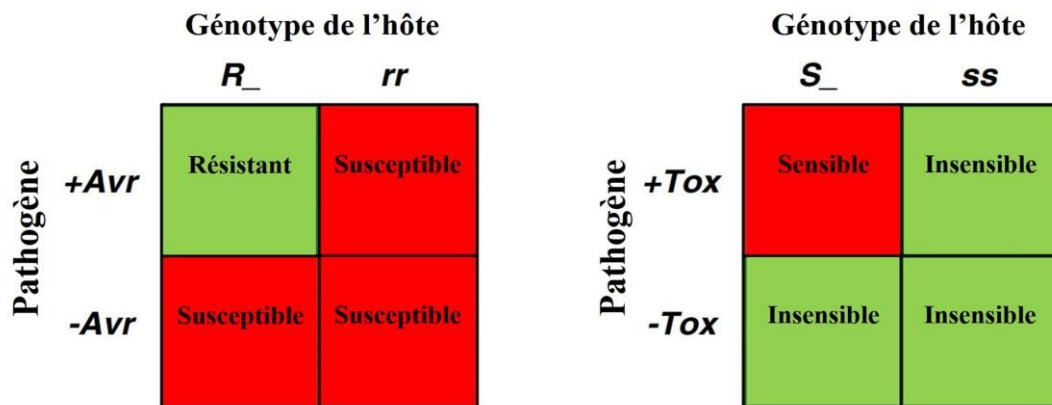 Génotype de l'hôte
R_ rr
Pathogène
+Avr Résistant Susceptible
-Avr Susceptible Susceptible
Génotype de l'hôte
S_ ss
Pathogène
+Tox Sensible Insensible
-Tox Insensible Insensible